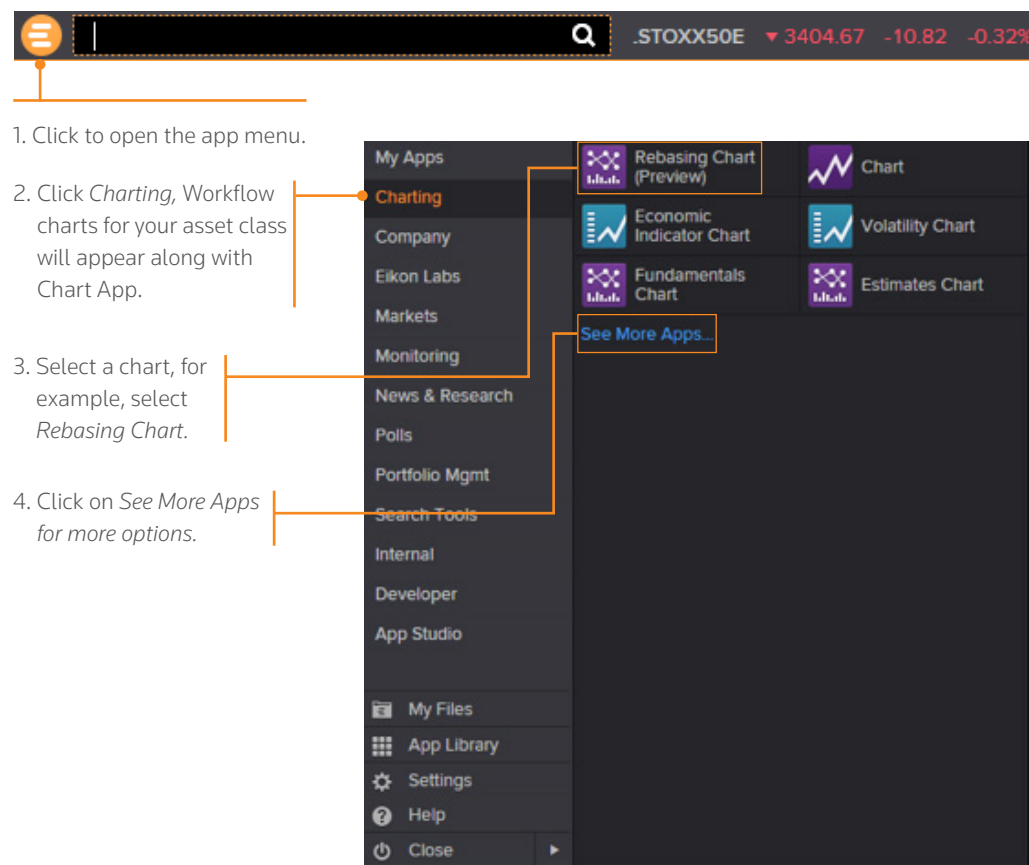 .STOXX50E ▼ 3404.67 -10.82 -0.32%
1. Click to open the app menu.
2. Click Charting, Workflow
charts for your asset class
will appear along with
Chart App.
3. Select a chart, for
example, select
Rebasing Chart.
4. Click on See More Apps
for more options.
My Apps
Charting
Company
Eikon Labs
Markets
Monitoring
News & Research
Polls
Portfolio Mgmt
Search Tools
Internal
Developer
App Studio
My Files
App Library
Settings
Help
Close
Rebasing Chart
(Preview)
Chart
Economic
Indicator Chart
Volatility Chart
Fundamentals
Chart
Estimates Chart
See More Apps...